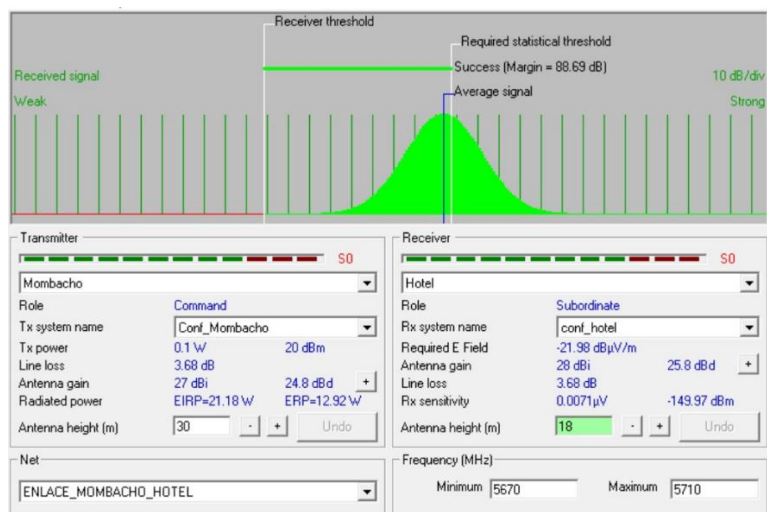 Receiver threshold
Required statistical threshold
Received signal
Success (Margin = 88.69 dB)
10 dB/div
Weak
Average signal
Strong
Transmitter
S0
Mombacho
Role Command
Tx system name Conf_Mombacho
Tx power 0.1 W 20 dBm
Line loss 3.68 dB
Antenna gain 27 dBi 24.8 dBd +
Radiated power EIRP=21.18 W ERP=12.92 W
Antenna height (m) 30 - + Undo
Net
ENLACE_MOMBACHO_HOTEL
Receiver
S0
Hotel
Role Subordinate
Rx system name conf_hotel
Required E Field -21.98 dBµV/m
Antenna gain 28 dBi 25.8 dBd +
Line loss 3.68 dB
Rx sensitivity 0.0071µV -149.97 dBm
Antenna height (m) 18 - + Undo
Frequency (MHz)
Minimum 5670 Maximum 5710